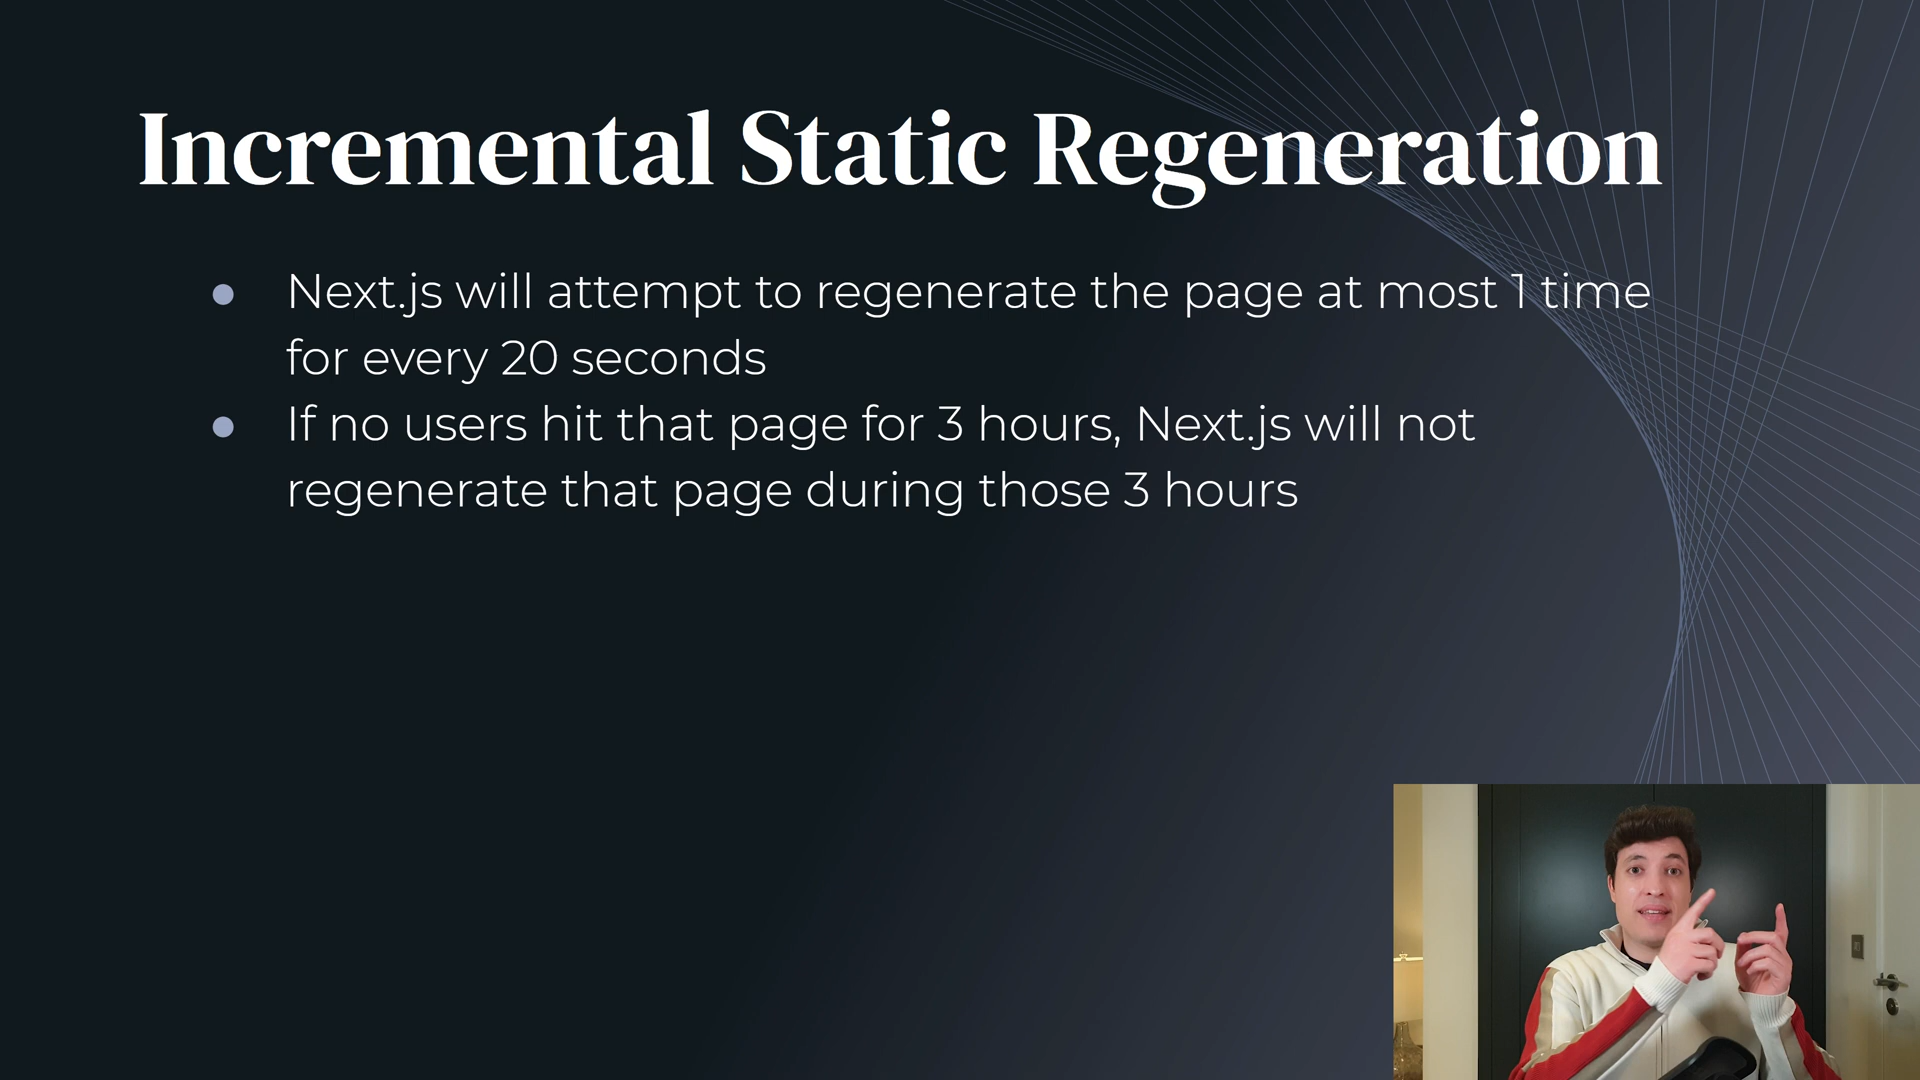 Incremental Static Regeneration
● Next.js will attempt to regenerate the page at most 1 time
for every 20 seconds
● If no users hit that page for 3 hours, Next.js will not
regenerate that page during those 3 hours